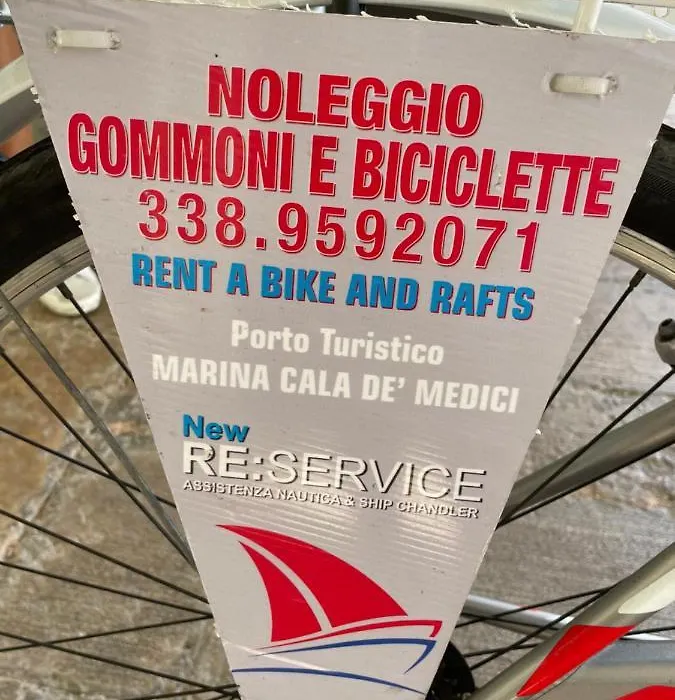 NOLEGGIO
GOMMONI E BICICLETTE
338.9592071
RENT A BIKE AND RAFTS
Porto Turistico
MARINA CALA DE' MEDICI
New
RE:SERVICE
ASSISTENZA NAUTICA & SHIP CHANDLER